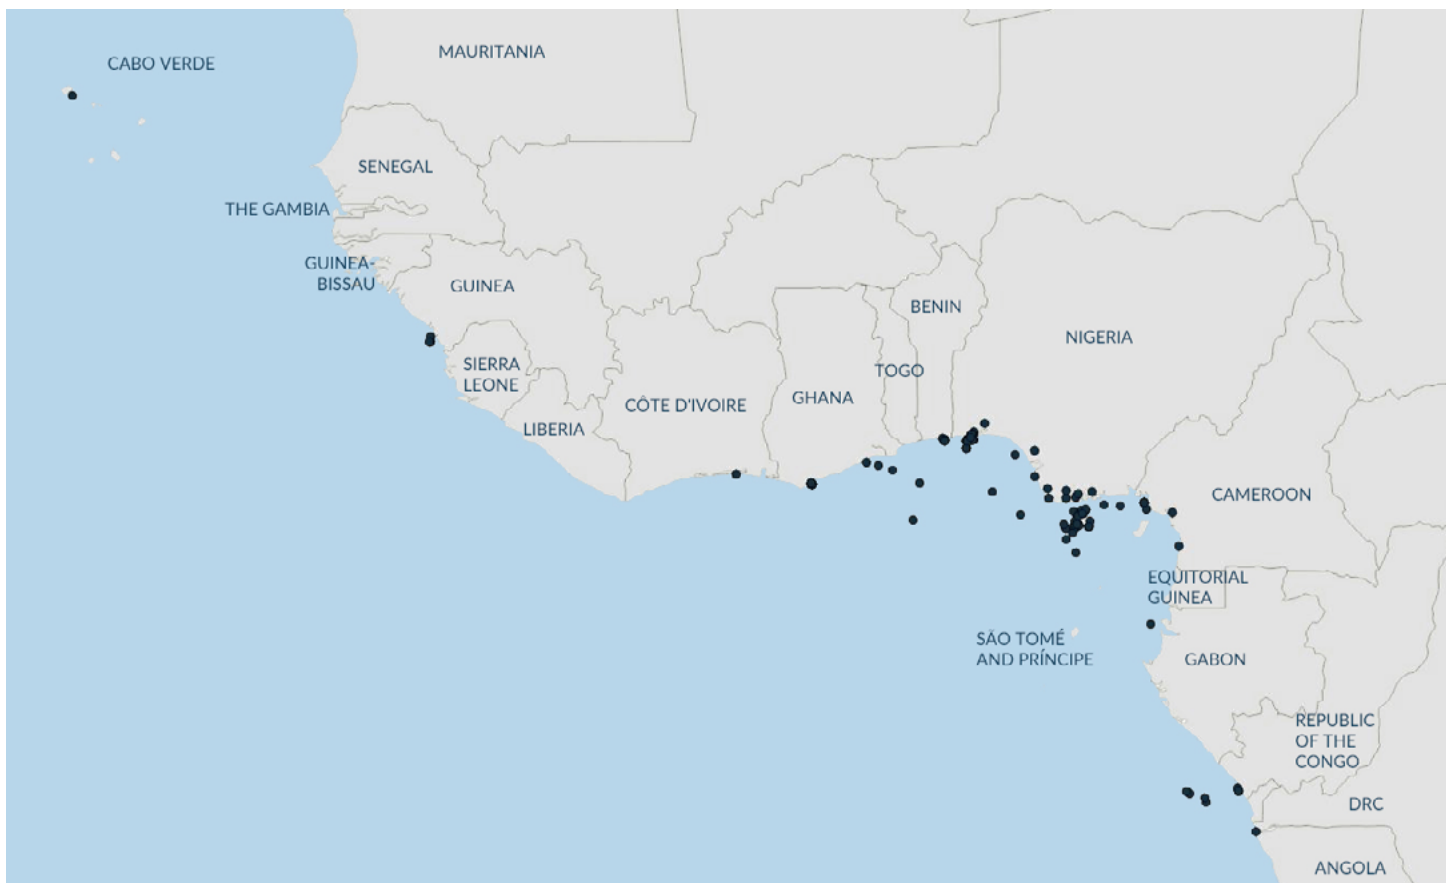 CABO VERDE
MAURITANIA
SENEGAL
THE GAMBIA
GUINEA-
BISSAU
GUINEA
SIERRA
LEONE
LIBERIA
CÔTE D'IVOIRE
GHANA
TOGO
BENIN
NIGERIA
CAMEROON
EQUITORIAL
GUINEA
SÃO TOMÉ
AND PRÍNCIPE
GABON
REPUBLIC
OF THE
CONGO
DRC
ANGOLA